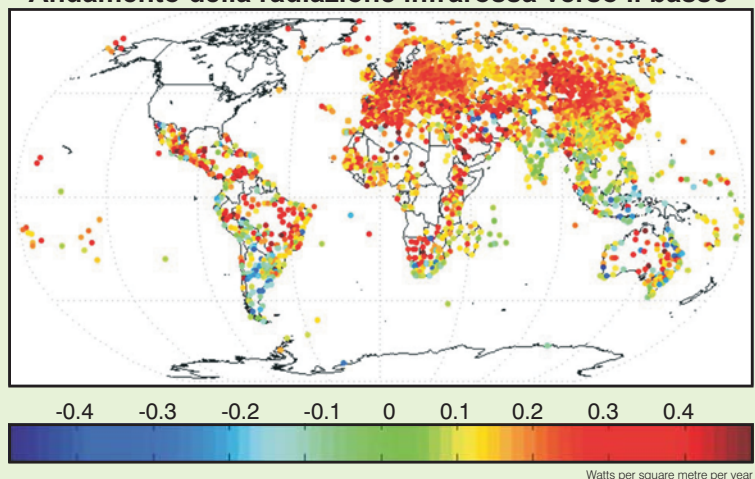 Andamento della radiazione infrarossa verso il basso
-0.4 -0.3 -0.2 -0.1 0 0.1 0.2 0.3 0.4
Watts per square metre per year